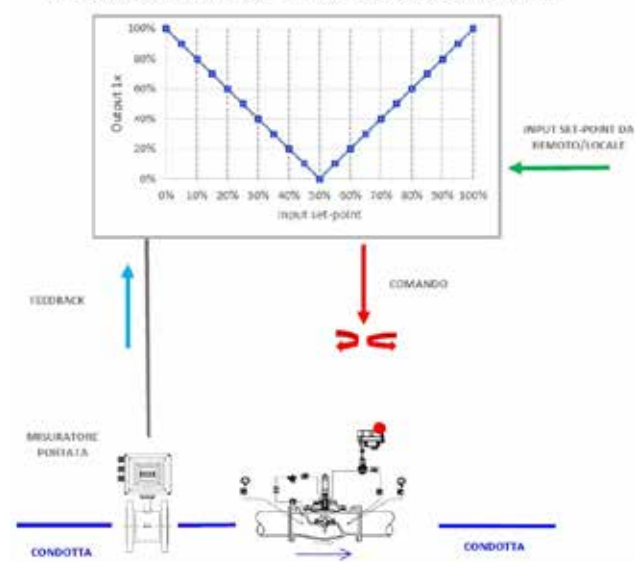 100%
80%
60%
40%
20%
0%
Output 1x
0% 10% 20% 30% 40% 50% 60% 70% 80% 90% 100%
Input set-point
INPUT SET-POINT DA
REMOTO/LOCALE
FEEDBACK
COMANDO
MISURATORE
PORTATA
CONDOTTA
CONDOTTA